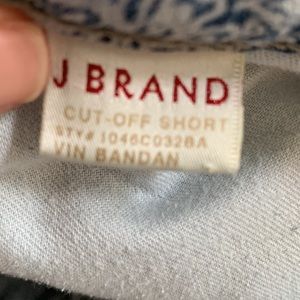 J BRAND
CUT-OFF SHORT
STY# 1046C032BA
VIN BANDAN